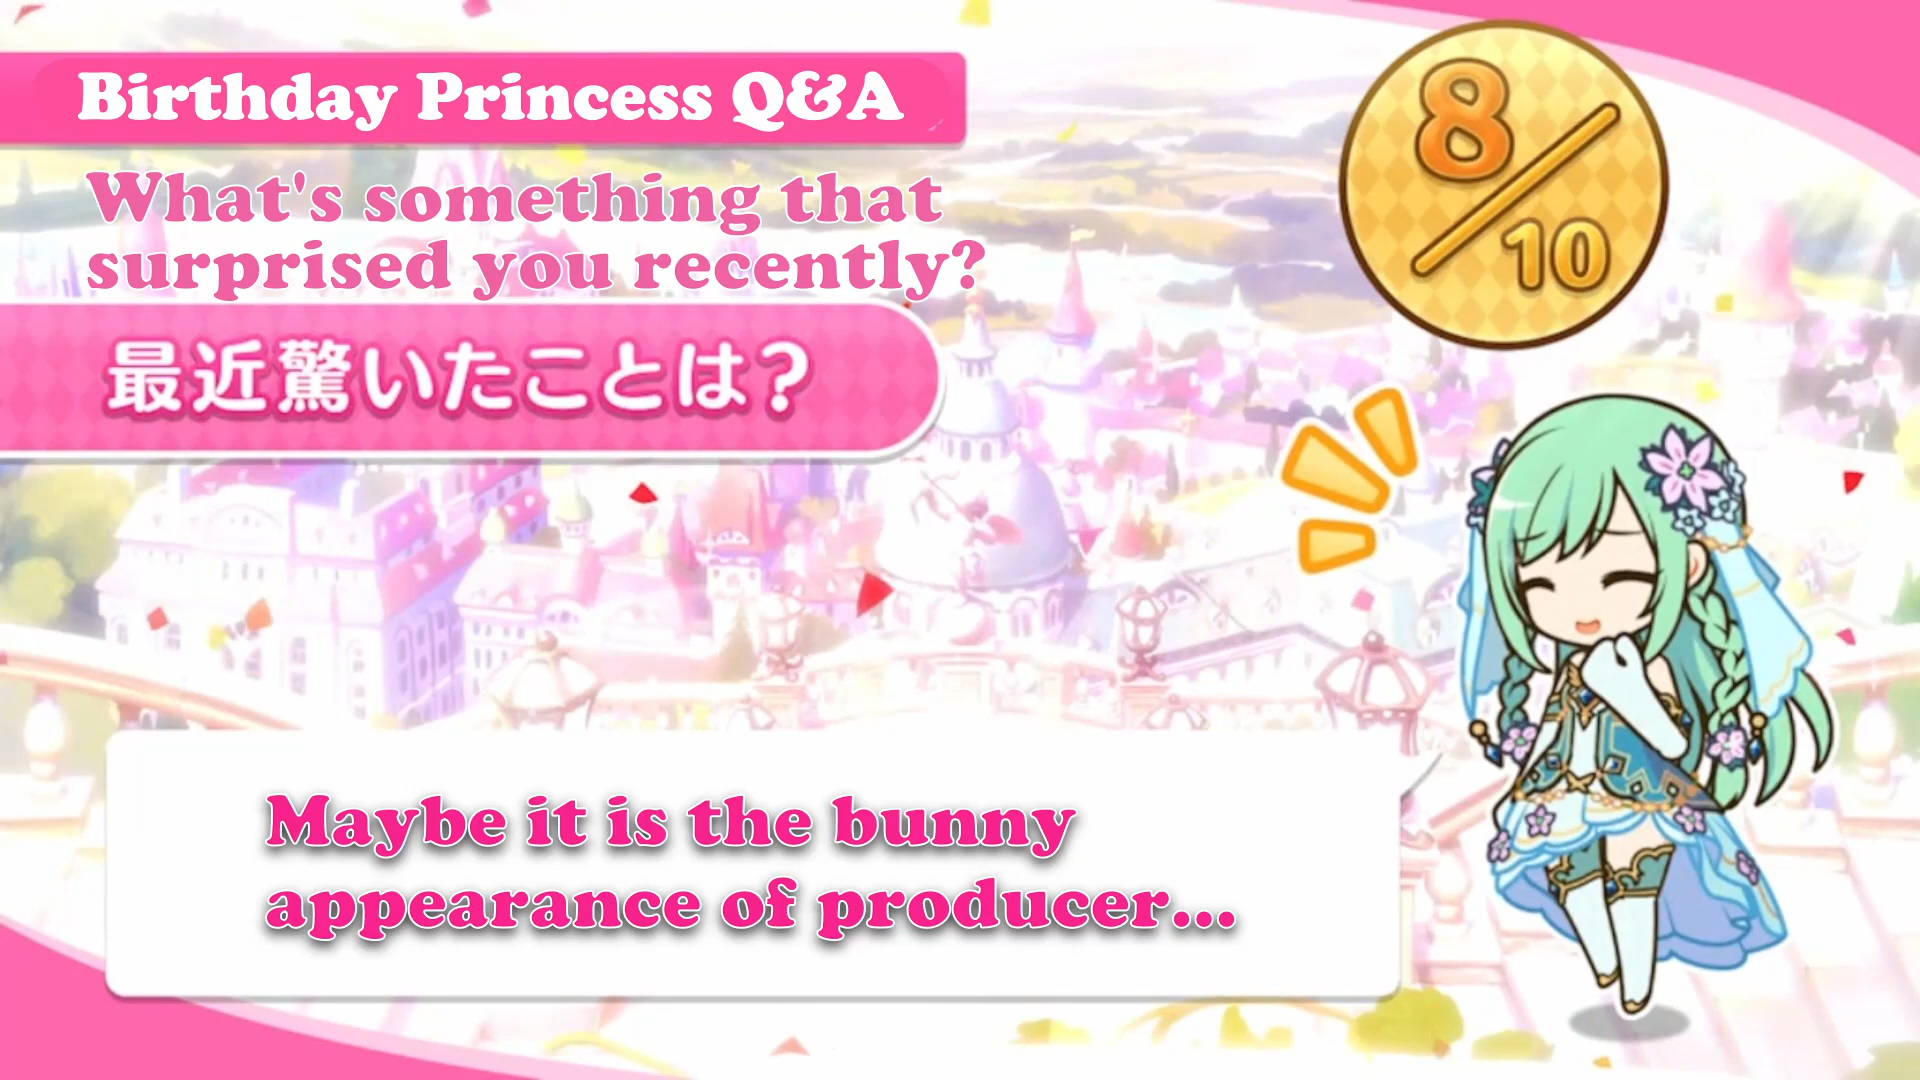 Birthday Princess Q&A
What's something that
surprised you recently?
最近驚いたことは?
8/10
Maybe it is the bunny
appearance of producer...